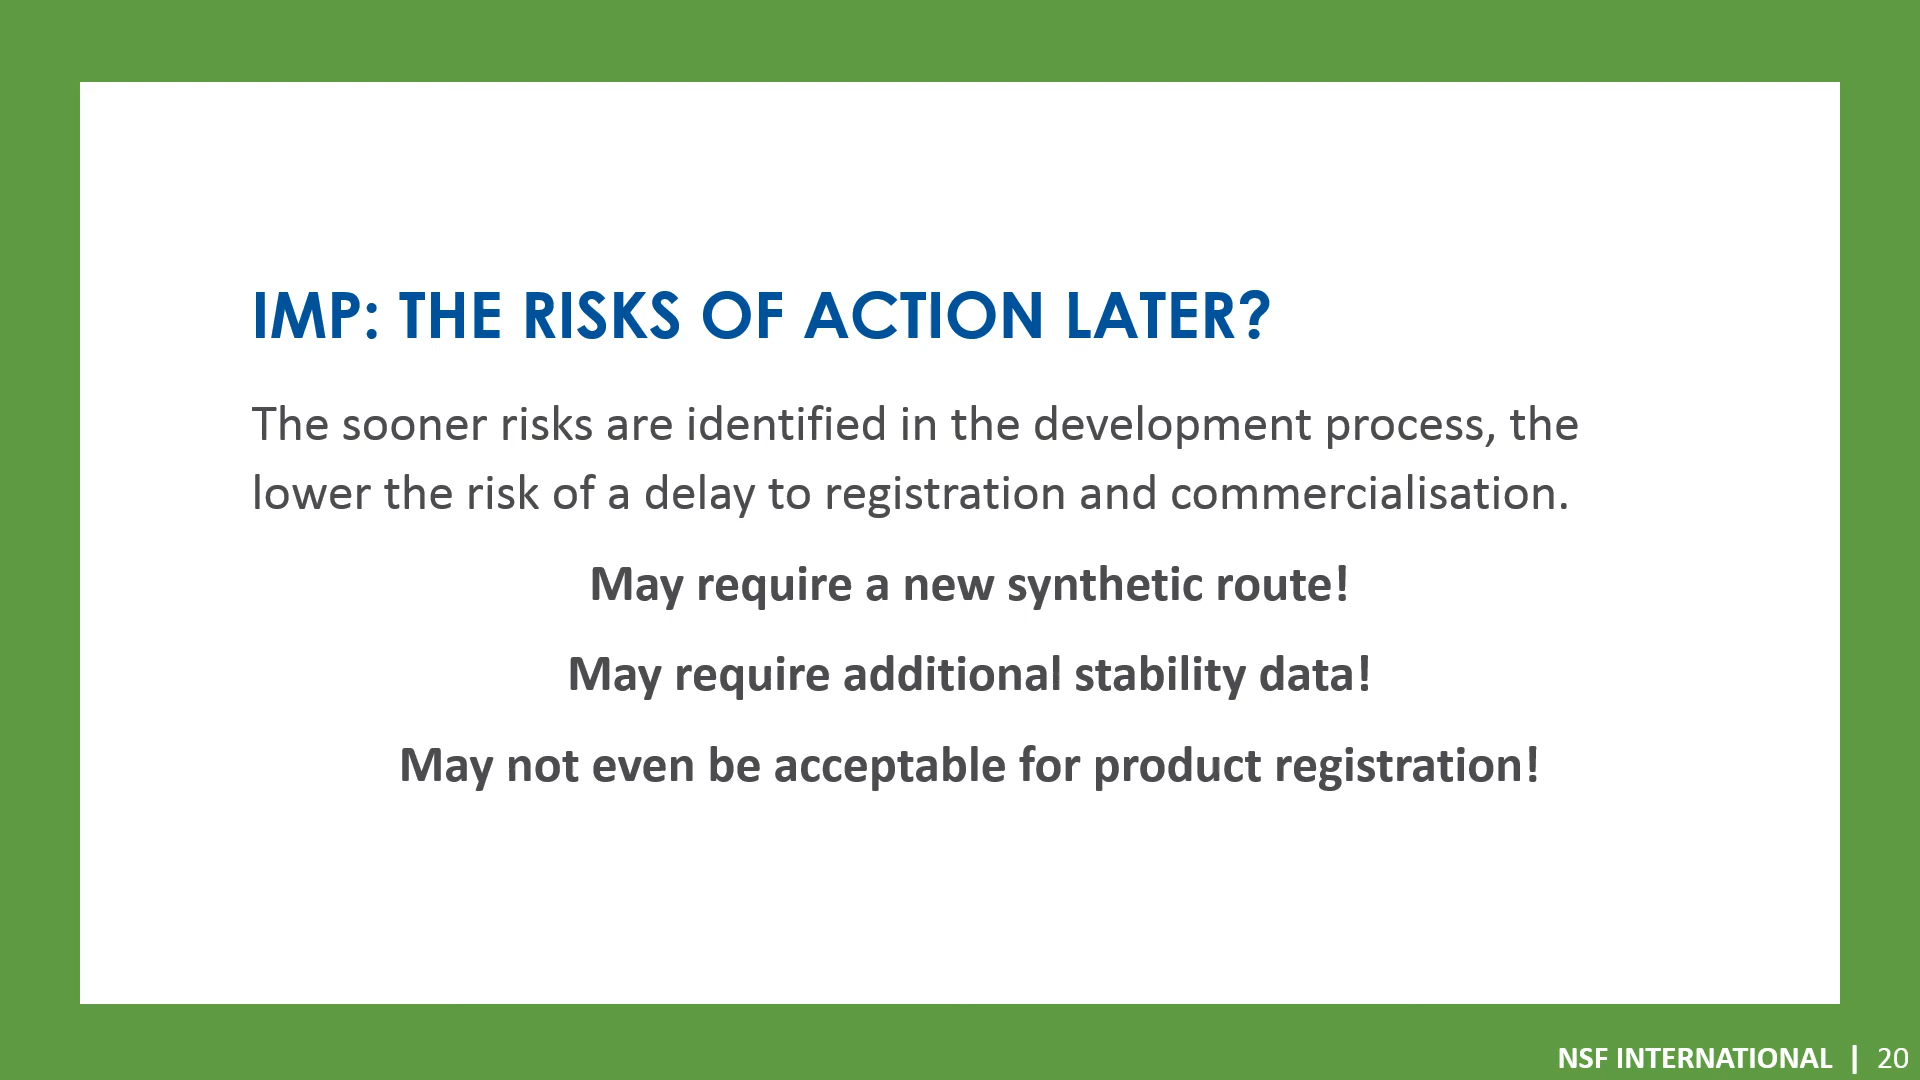 IMP: THE RISKS OF ACTION LATER?
The sooner risks are identified in the development process, the
lower the risk of a delay to registration and commercialisation.
May require a new synthetic route!
May require additional stability data!
May not even be acceptable for product registration!
NSF INTERNATIONAL | 20